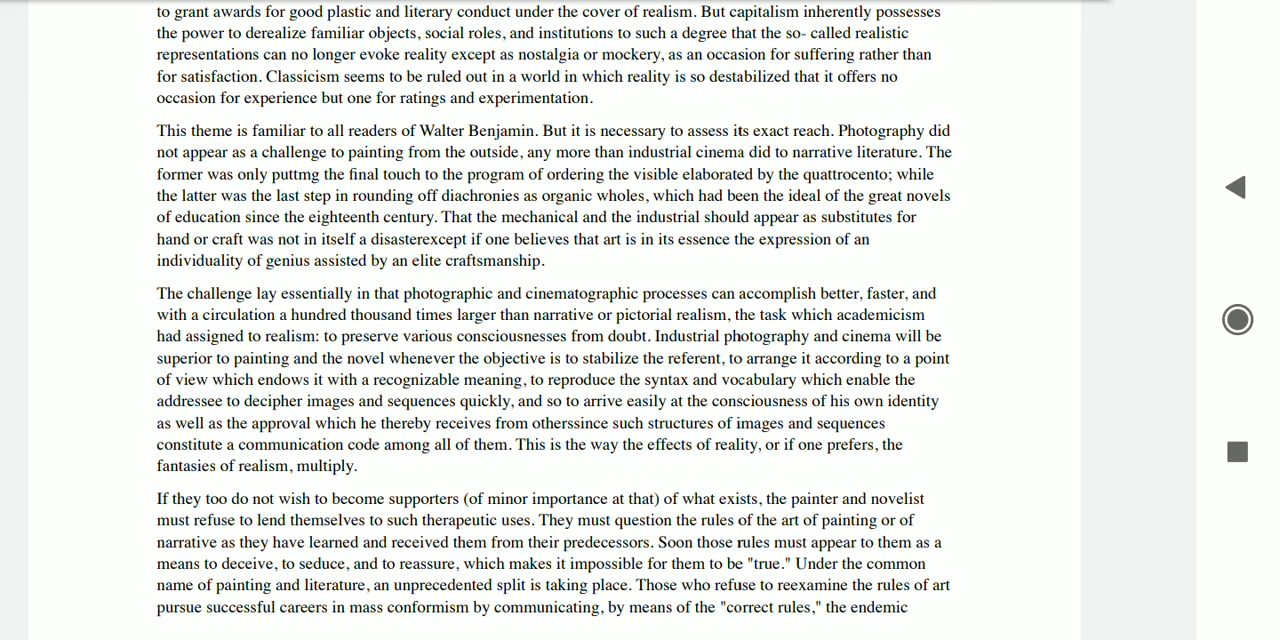 to grant awards for good plastic and literary conduct under the cover of realism. But capitalism inherently possesses
the power to derealize familiar objects, social roles, and institutions to such a degree that the so- called realistic
representations can no longer evoke reality except as nostalgia or mockery, as an occasion for suffering rather than
for satisfaction. Classicism seems to be ruled out in a world in which reality is so destabilized that it offers no
occasion for experience but one for ratings and experimentation.
This theme is familiar to all readers of Walter Benjamin. But it is necessary to assess its exact reach. Photography did
not appear as a challenge to painting from the outside, any more than industrial cinema did to narrative literature. The
former was only puttmg the final touch to the program of ordering the visible elaborated by the quattrocento; while
the latter was the last step in rounding off diachronies as organic wholes, which had been the ideal of the great novels
of education since the eighteenth century. That the mechanical and the industrial should appear as substitutes for
hand or craft was not in itself a disasterexcept if one believes that art is in its essence the expression of an
individuality of genius assisted by an elite craftsmanship.
The challenge lay essentially in that photographic and cinematographic processes can accomplish better, faster, and
with a circulation a hundred thousand times larger than narrative or pictorial realism, the task which academicism
had assigned to realism: to preserve various consciousnesses from doubt. Industrial photography and cinema will be
superior to painting and the novel whenever the objective is to stabilize the referent, to arrange it according to a point
of view which endows it with a recognizable meaning, to reproduce the syntax and vocabulary which enable the
addressee to decipher images and sequences quickly, and so to arrive easily at the consciousness of his own identity
as well as the approval which he thereby receives from otherssince such structures of images and sequences
constitute a communication code among all of them. This is the way the effects of reality, or if one prefers, the
fantasies of realism, multiply.
If they too do not wish to become supporters (of minor importance at that) of what exists, the painter and novelist
must refuse to lend themselves to such therapeutic uses. They must question the rules of the art of painting or of
narrative as they have learned and received them from their predecessors. Soon those rules must appear to them as a
means to deceive, to seduce, and to reassure, which makes it impossible for them to be "true." Under the common
name of painting and literature, an unprecedented split is taking place. Those who refuse to reexamine the rules of art
pursue successful careers in mass conformism by communicating, by means of the "correct rules," the endemic